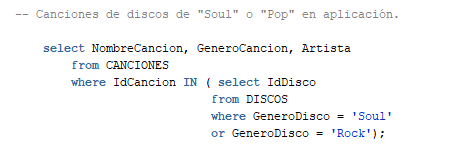 -- Canciones de discos de "Soul" o "Pop" en aplicación.
select NombreCancion, GeneroCancion, Artista
from CANCIONES
where IdCancion IN ( select IdDisco
from DISCOS
where GeneroDisco = 'Soul'
or GeneroDisco = 'Rock');